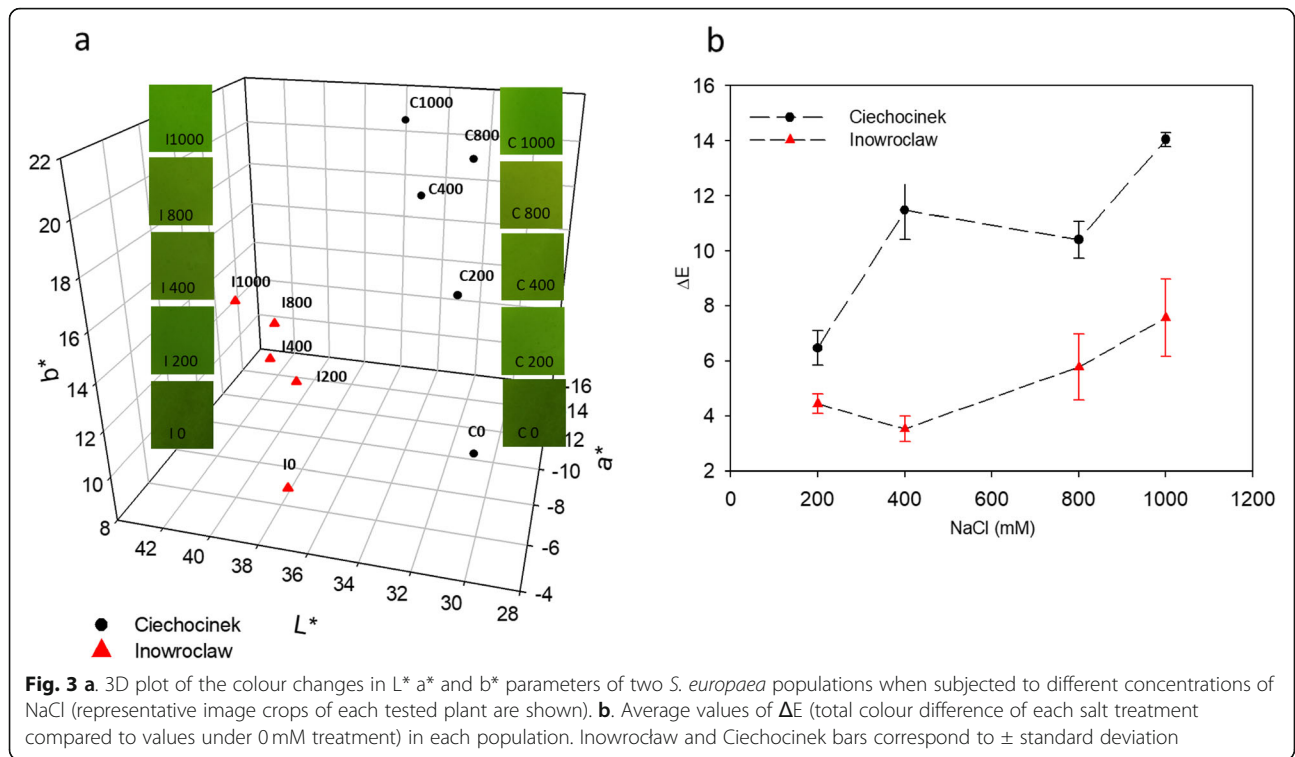 a
I1000
I 800
I 400
I 200
I 0
C 1000
C 800
C 400
C 200
C 0
C1000
C800
C400
C200
C0
I1000
I800
I400
I200
I0
22
20
18
16
14
12
10
8
b*
42
40
38
36
34
32
30
28
L*
-16
14
12
-10
-8
-6
-4
a*
Ciechocinek
Inowroclaw
b
Ciechocinek
Inowroclaw
16
14
12
10
8
6
4
2
ΔE
0
200
400
600
800
1000
1200
NaCl (mM)
Fig. 3 a. 3D plot of the colour changes in L* a* and b* parameters of two S. europaea populations when subjected to different concentrations of
NaCl (representative image crops of each tested plant are shown). b. Average values of ΔE (total colour difference of each salt treatment
compared to values under 0 mM treatment) in each population. Inowrocław and Ciechocinek bars correspond to ± standard deviation